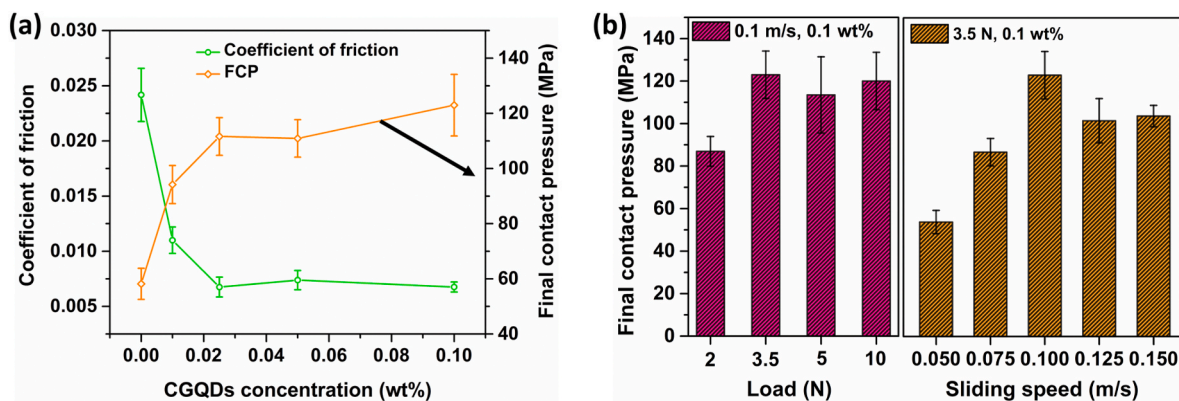 (a)
0.030
0.025
0.020
0.015
0.010
0.005
Coefficient of friction
Coefficient of friction
FCP
140
120
100
80
60
40
Final contact pressure (MPa)
0.00 0.02 0.04 0.06 0.08 0.10
CGQDs concentration (wt%)
(b)
140
120
100
80
60
40
20
0
Final contact pressure (MPa)
0.1 m/s, 0.1 wt%
2 3.5 5 10
Load (N)
3.5 N, 0.1 wt%
0.050 0.075 0.100 0.125 0.150
Sliding speed (m/s)